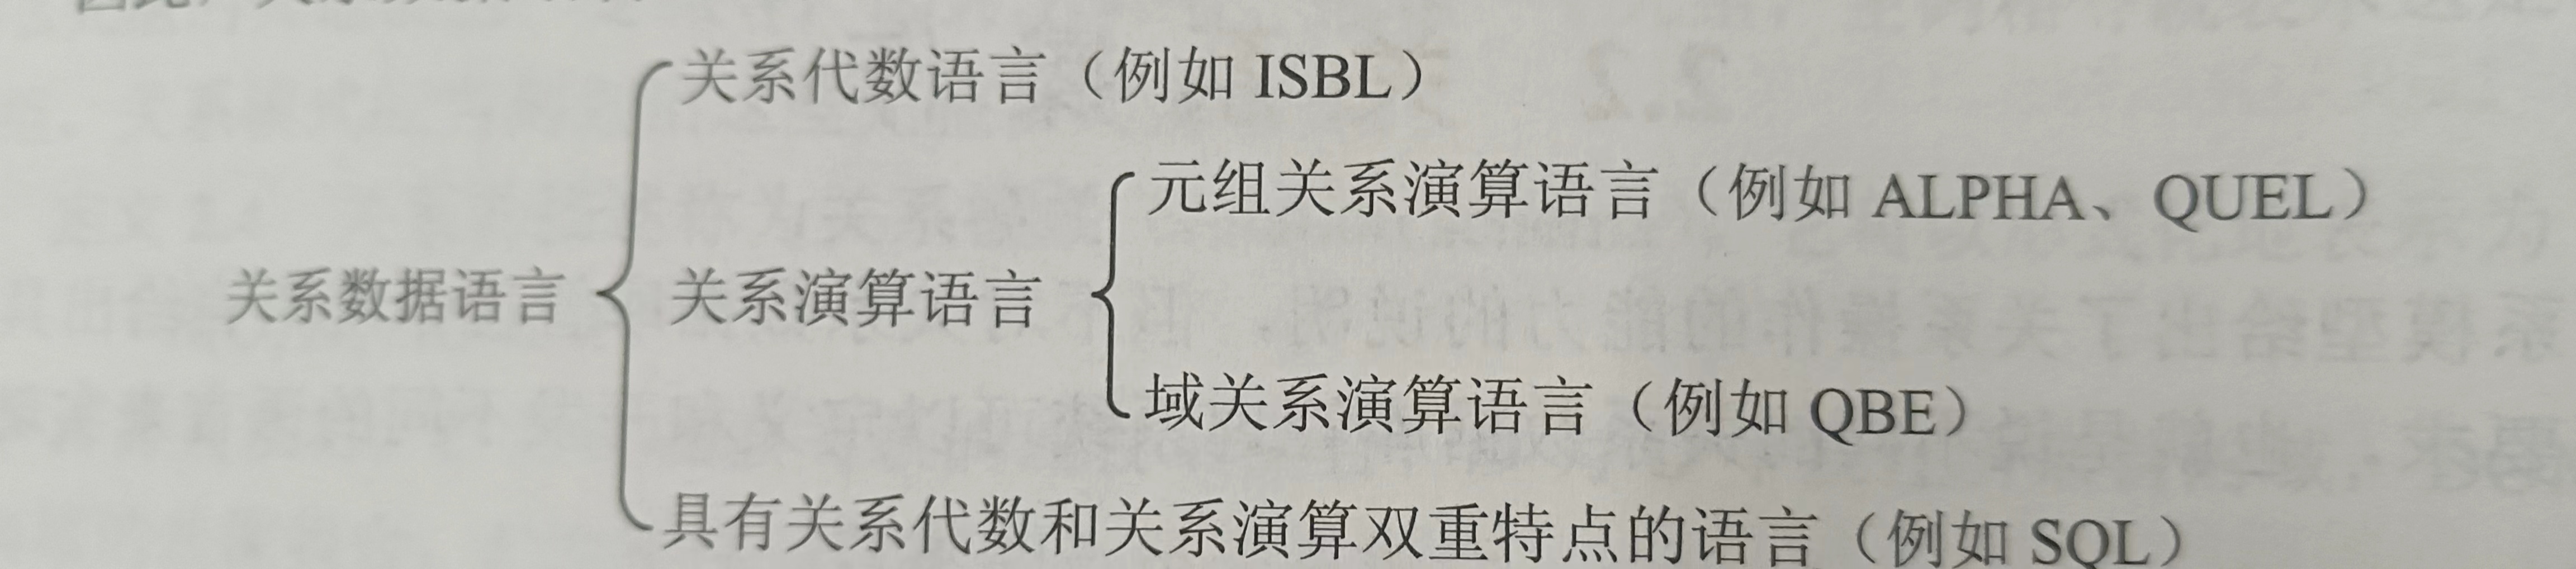 关系代数语言（例如 ISBL）
元组关系演算语言（例如 ALPHA、QUEL）
关系数据语言
关系演算语言
域关系演算语言（例如 QBE）
具有关系代数和关系演算双重特点的语言（例如 SQL）